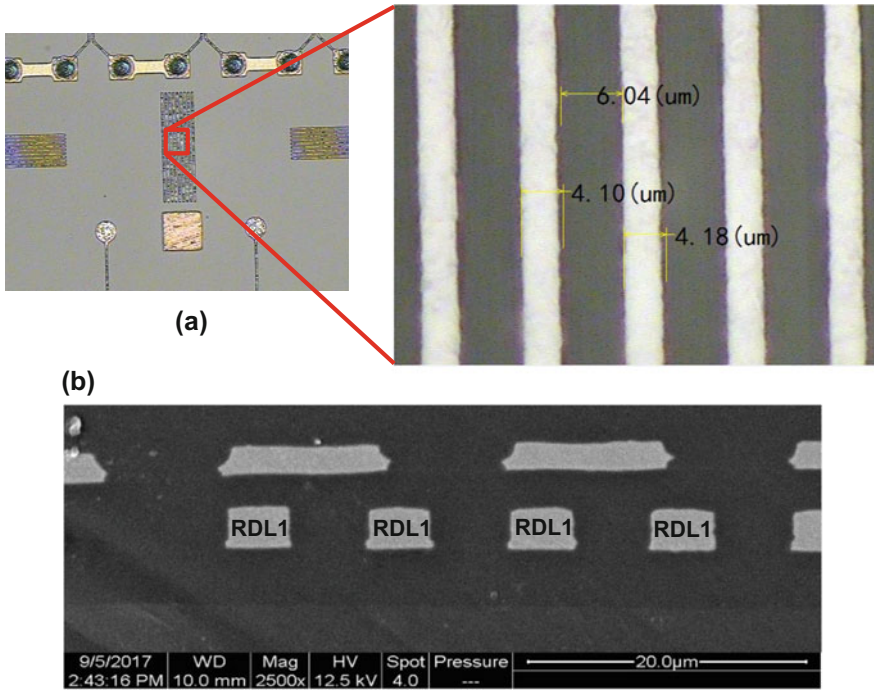 6.04(um)
4.10(um)
4.18(um)
(a)
(b)
RDL1 RDL1 RDL1 RDL1
9/5/2017 WD Mag HV Spot Pressure 20.0µm
2:43:16 PM 10.0 mm 2500x 12.5 kV 4.0 ---